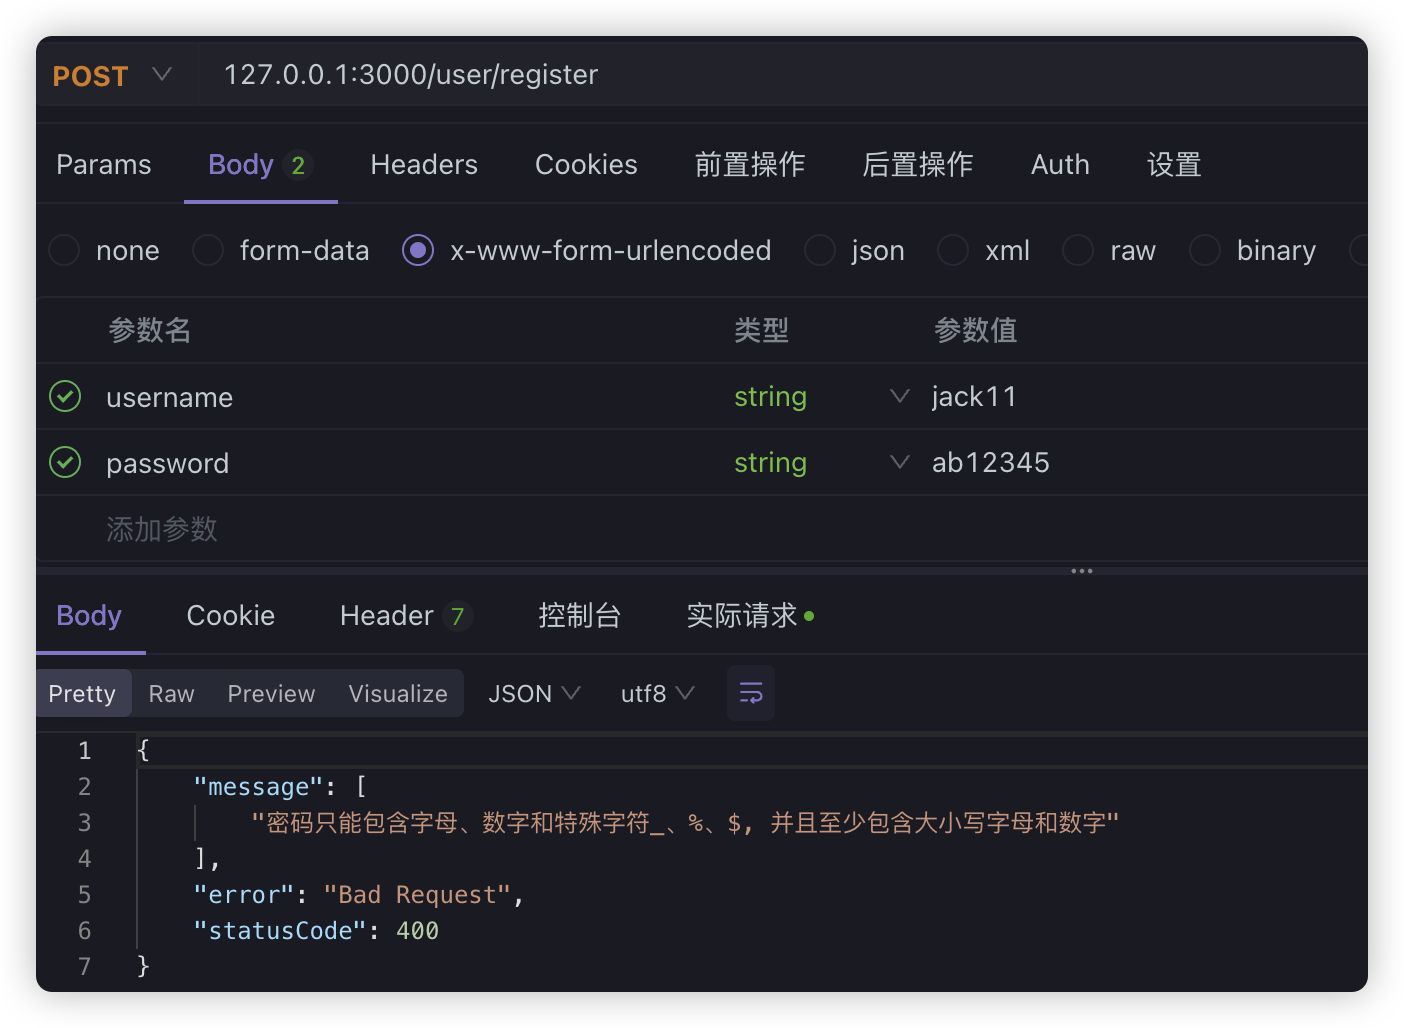 POST 127.0.0.1:3000/user/register
Params Body 2 Headers Cookies 前置操作 后置操作 Auth 设置
none form-data x-www-form-urlencoded json xml raw binary
参数名 类型 参数值
username string jack11
password string ab12345
添加参数
Body Cookie Header 7 控制台 实际请求
Pretty Raw Preview Visualize JSON utf8
1 {
2 "message": [
3 "密码只能包含字母、数字和特殊字符_、%、$, 并且至少包含大小写字母和数字"
4 ],
5 "error": "Bad Request",
6 "statusCode": 400
7 }